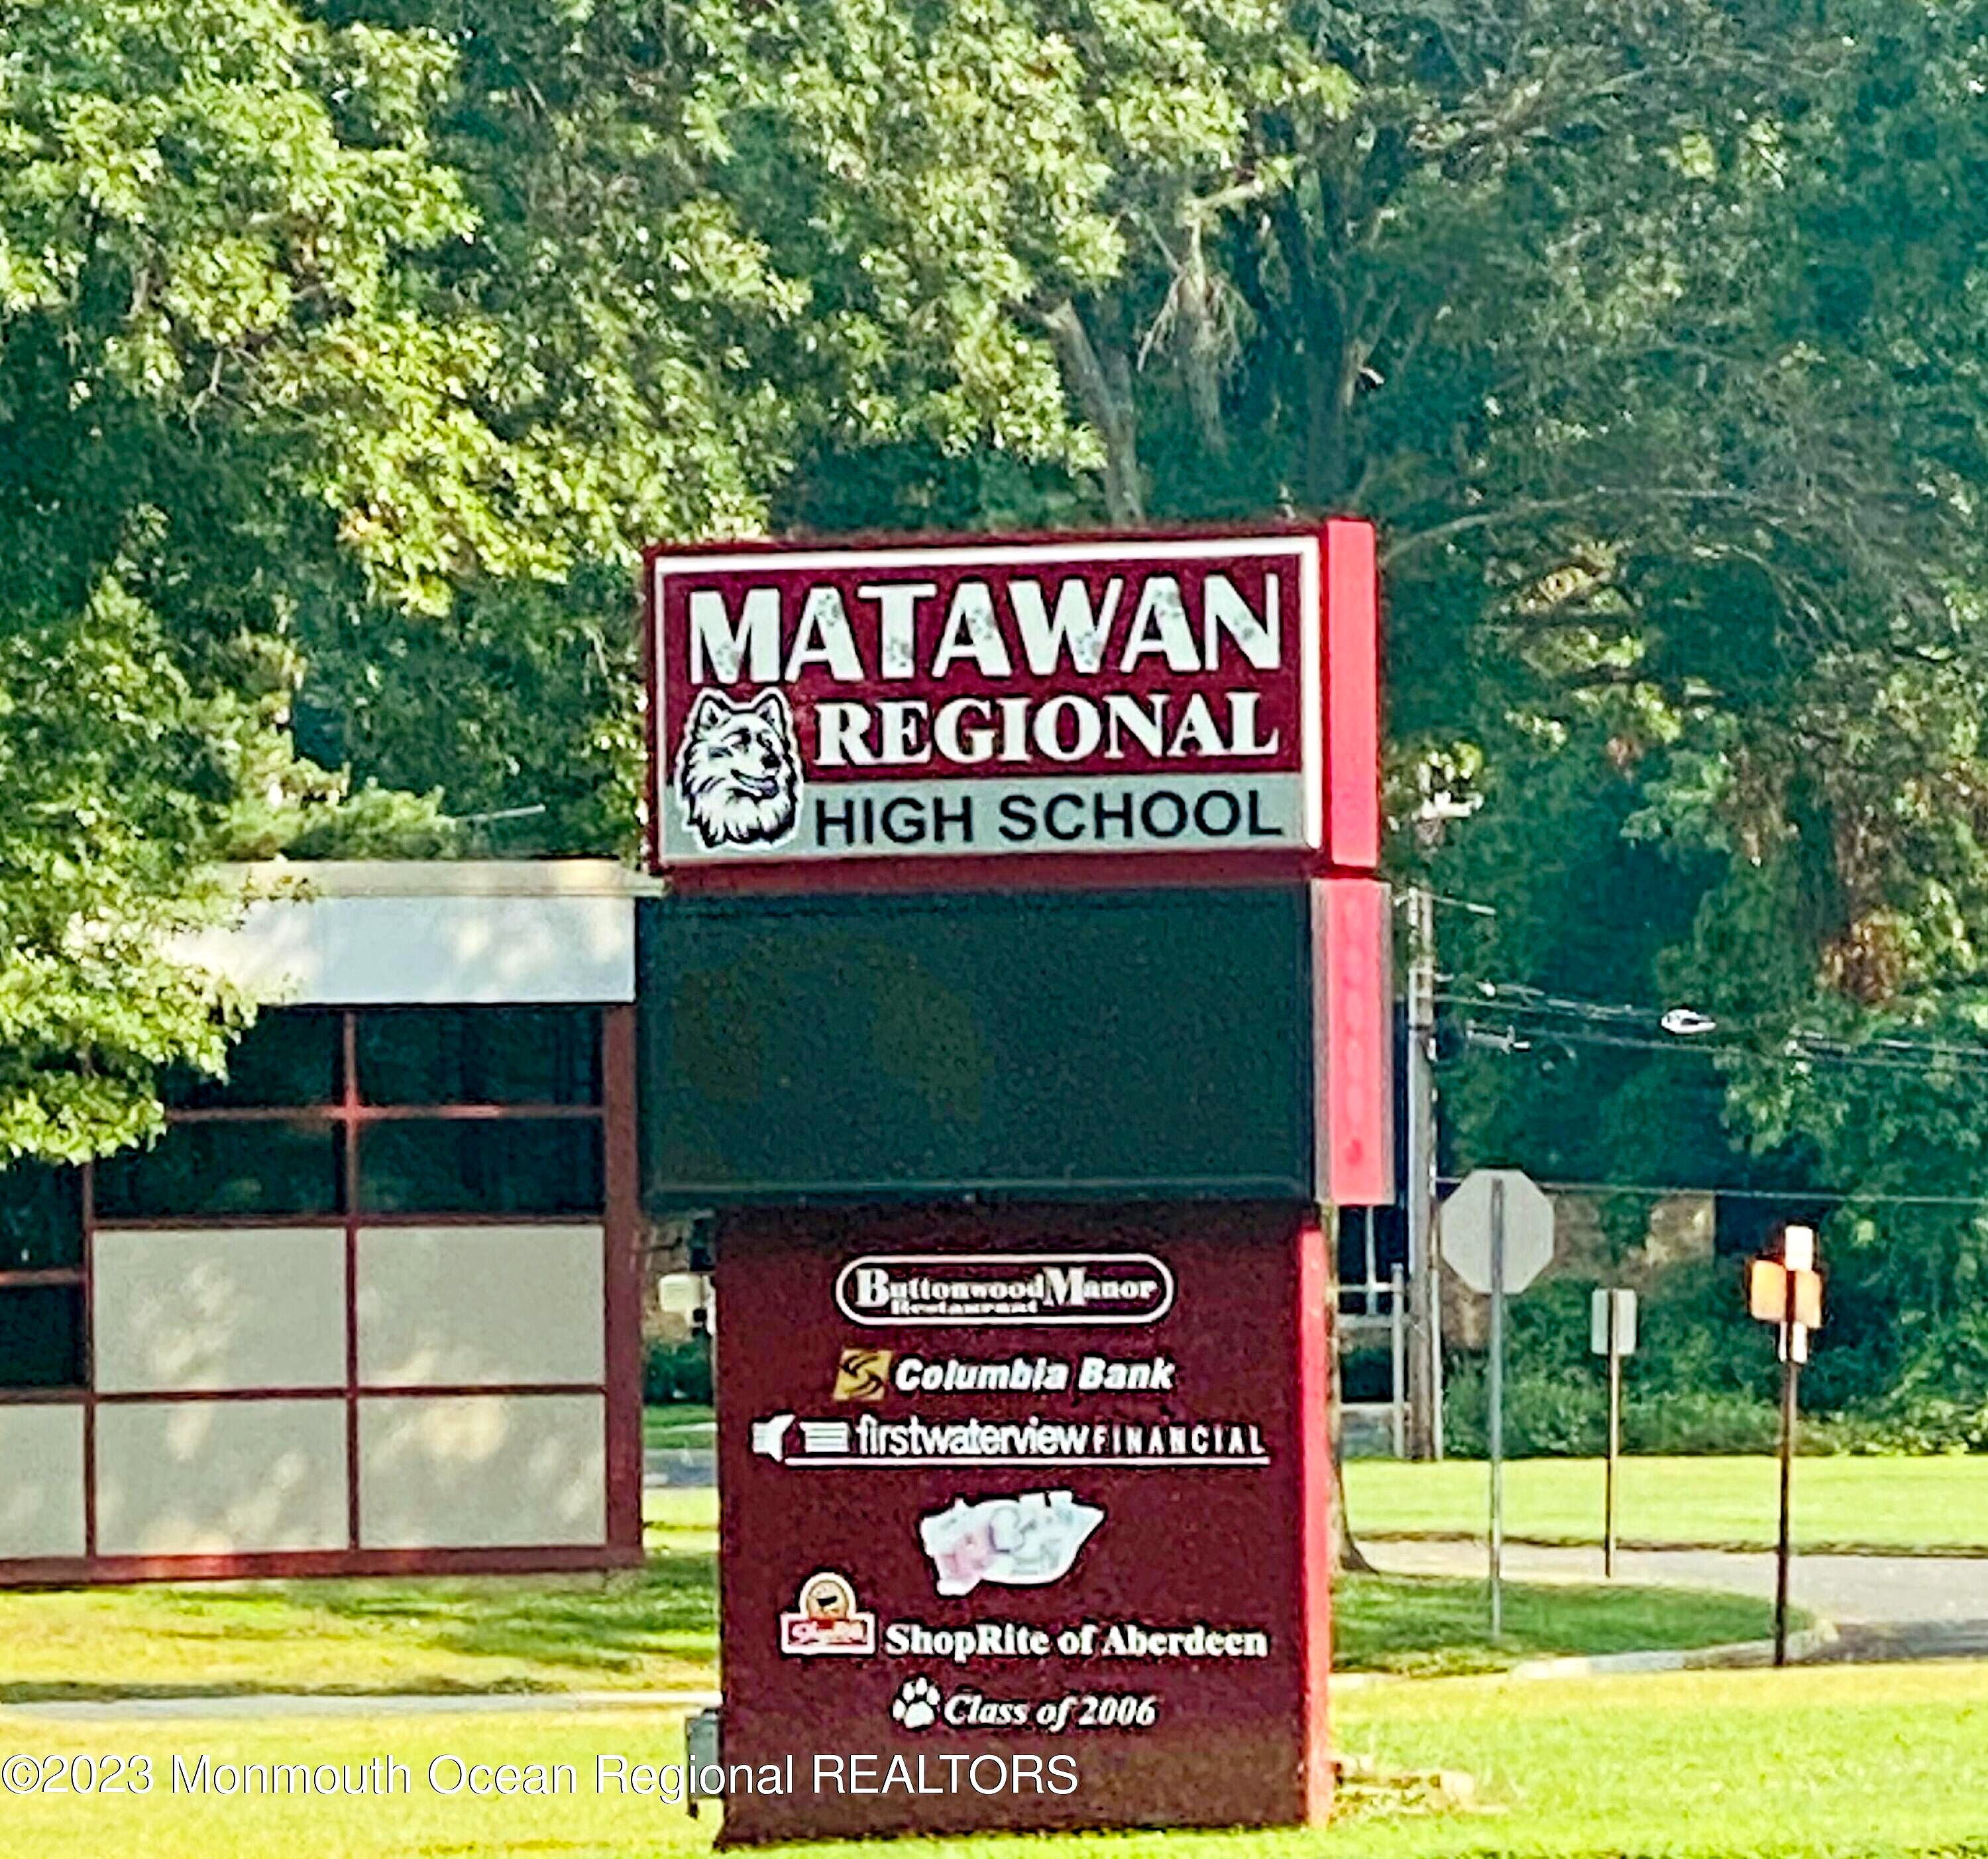 MATAWAN
REGIONAL
HIGH SCHOOL
ButtonwoodManor
Restaurant
Columbia Bank
firstwaterviewFINANCIAL
ShopRite
ShopRite of Aberdeen
Class of 2006
©2023 Monmouth Ocean Regional REALTORS